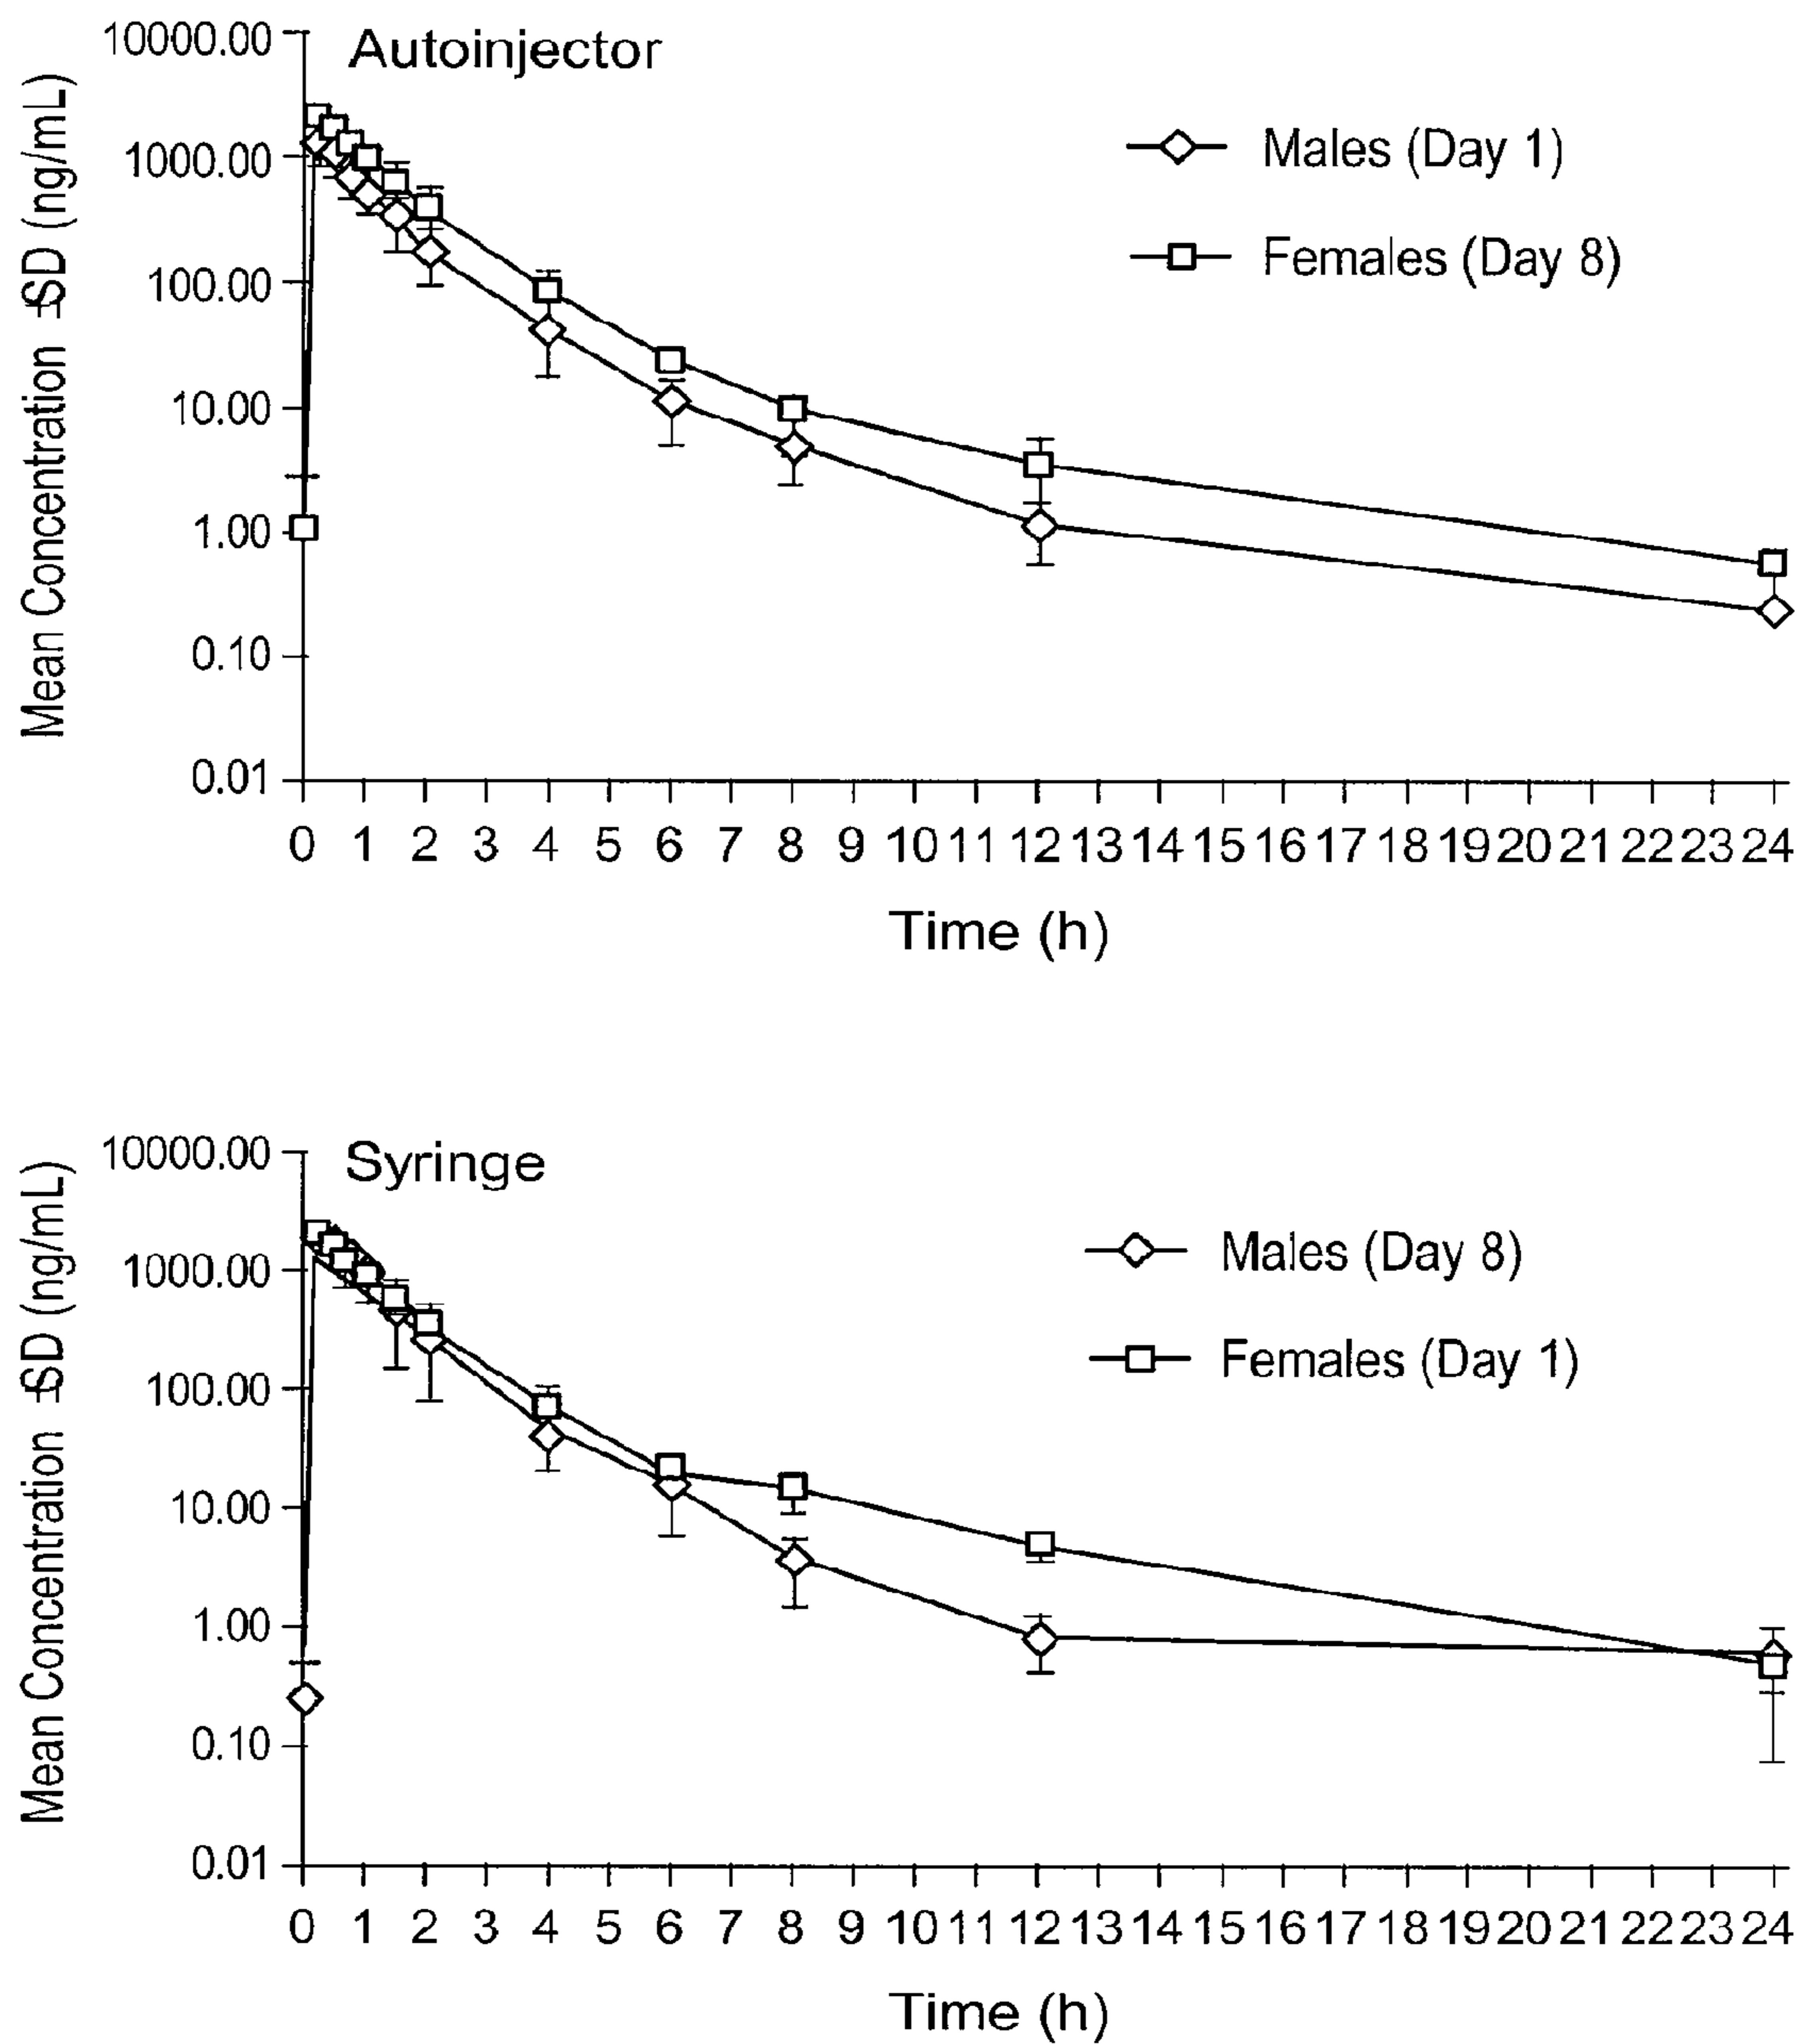 Autoinjector
Mean Concentration ±SD (ng/mL)
10000.00
1000.00
100.00
10.00
1.00
0.10
0.01
Males (Day 1)
Females (Day 8)
0 1 2 3 4 5 6 7 8 9 10 11 12 13 14 15 16 17 18 19 20 21 22 23 24
Time (h)
Syringe
Mean Concentration ±SD (ng/mL)
10000.00
1000.00
100.00
10.00
1.00
0.10
0.01
Males (Day 8)
Females (Day 1)
0 1 2 3 4 5 6 7 8 9 10 11 12 13 14 15 16 17 18 19 20 21 22 23 24
Time (h)